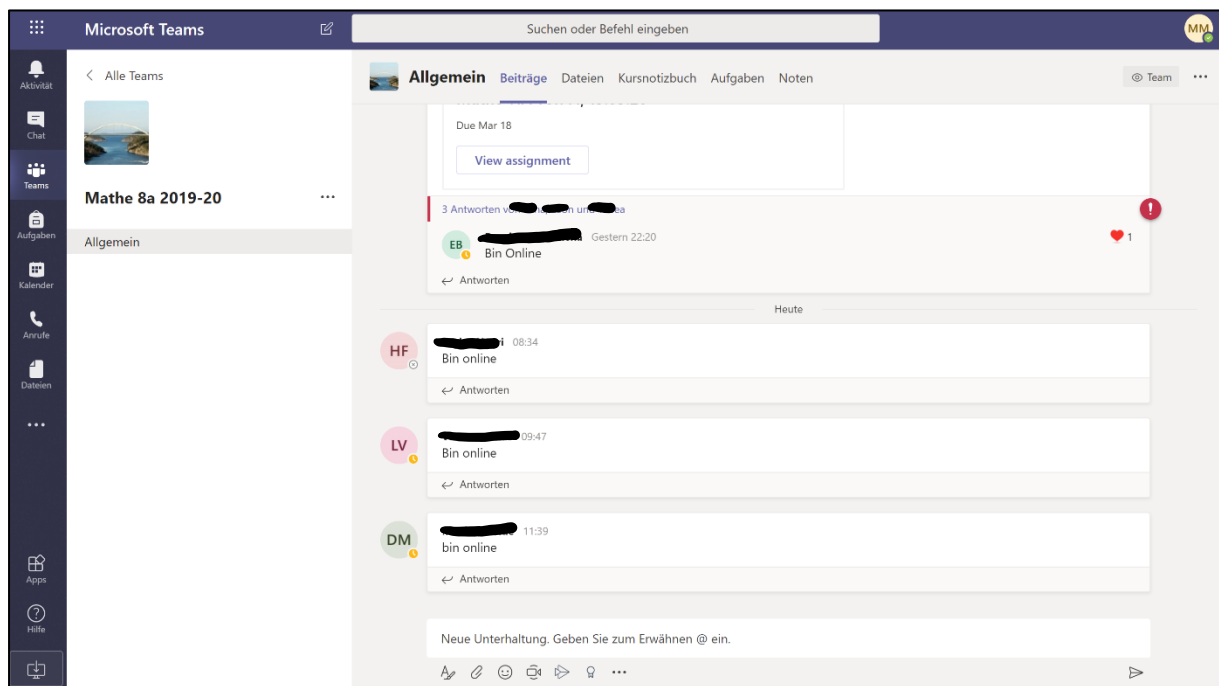 Microsoft Teams
Suchen oder Befehl eingeben
MM
Aktivität
Chat
Teams
Aufgaben
Kalender
Anrufe
Dateien
Apps
Hilfe
Alle Teams
Mathe 8a 2019-20
Allgemein
Allgemein Beiträge Dateien Kursnotizbuch Aufgaben Noten
Team
Due Mar 18
View assignment
3 Antworten
EB Gestern 22:20
1
Bin Online
Antworten
Heute
HF 08:34
Bin online
Antworten
LV 09:47
Bin online
Antworten
DM 11:39
bin online
Antworten
Neue Unterhaltung. Geben Sie zum Erwähnen @ ein.